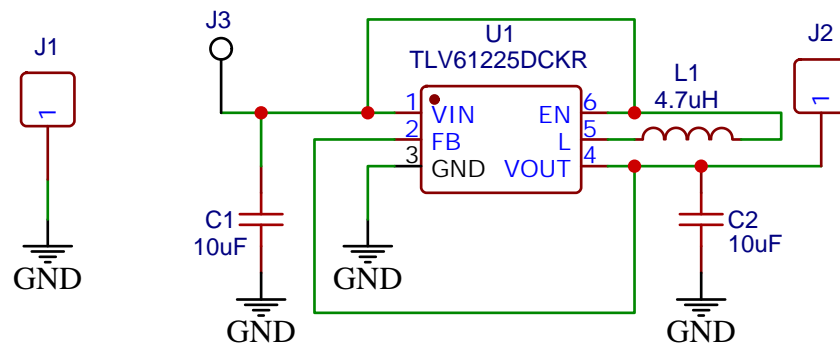 J1
1
GND
J3
C1
10uF
GND
U1
TLV61225DCKR
1 VIN EN 6
2 FB L 5
3 GND VOUT 4
GND
L1
4.7uH
J2
1
C2
10uF
GND